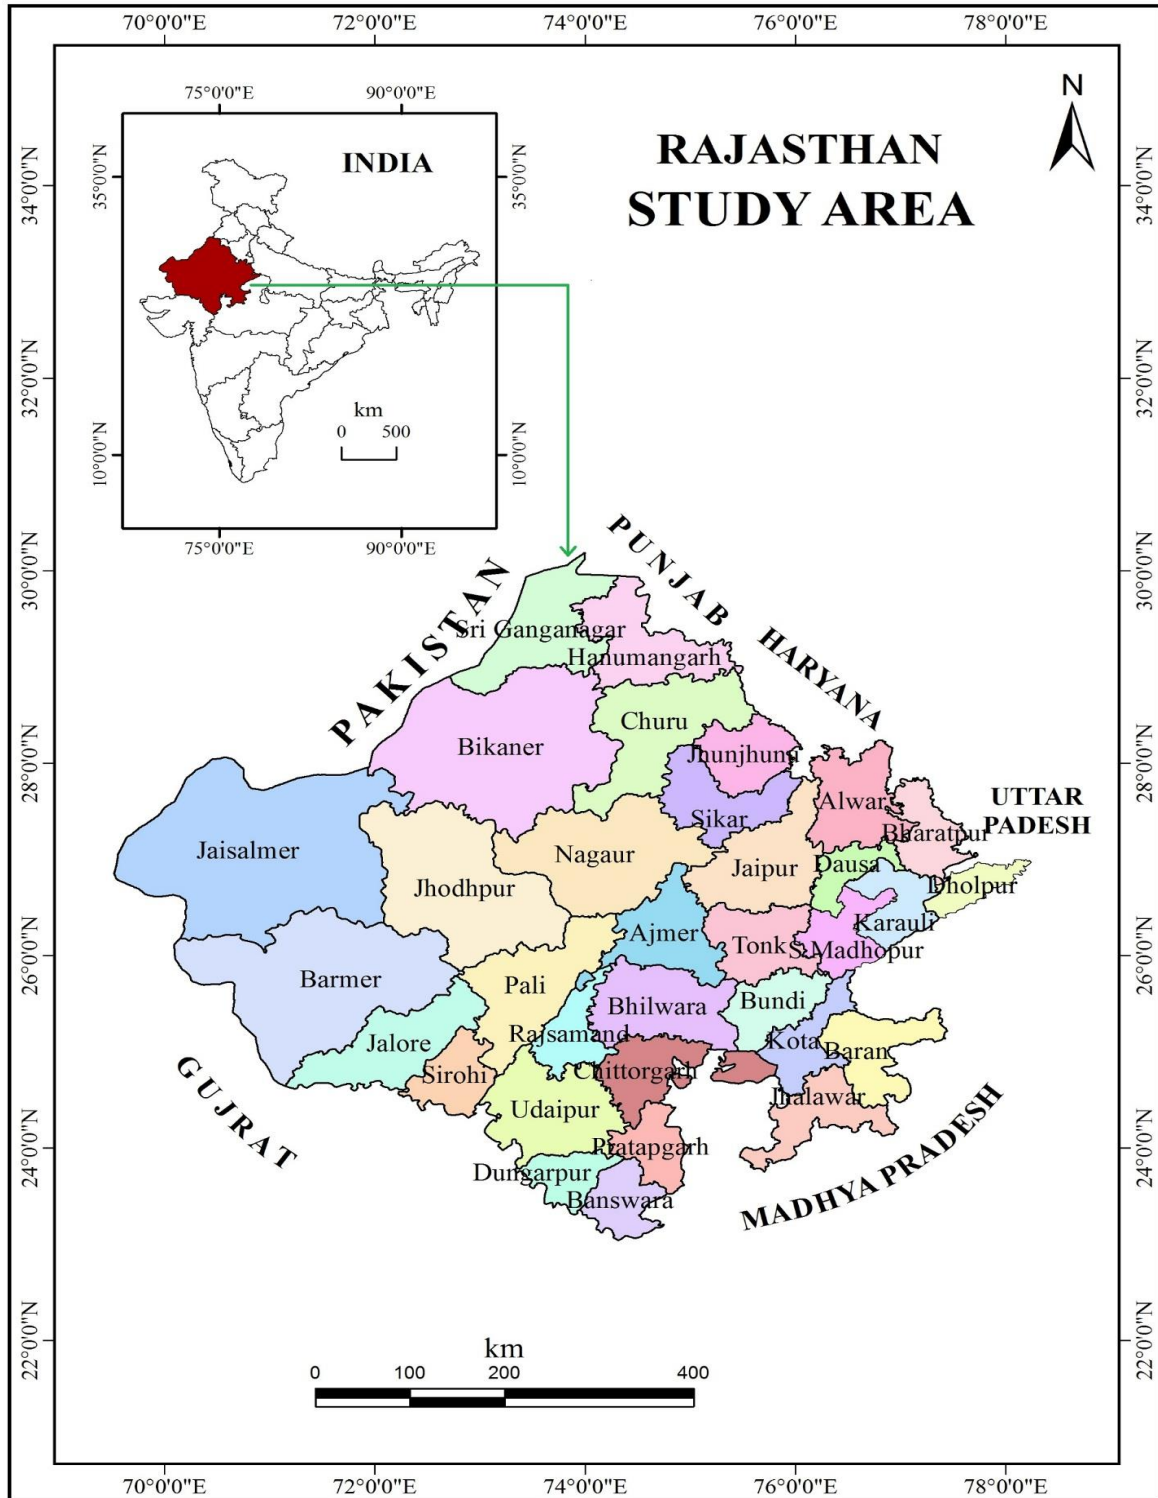 70°0'0"E 72°0'0"E 74°0'0"E 76°0'0"E 78°0'0"E
75°0'0"E 90°0'0"E
N
INDIA
RAJASTHAN
STUDY AREA
35°0'0"N
35°0'0"N
34°0'0"N
34°0'0"N
32°0'0"N
32°0'0"N
km
0 500
10°0'0"N
10°0'0"N
75°0'0"E 90°0'0"E
30°0'0"N
30°0'0"N
PAKISTAN
PUNJAB
HARYANA
Sri Ganganagar
Hanumangarh
Churu
Bikaner
Jhunjhunu
28°0'0"N
28°0'0"N
UTTAR
PADESH
Alwar
Sikar
Bharatpur
Jaisalmer
Nagaur
Jaipur
Dausa
Jhodhpur
Dholpur
Karauli
Ajmer
Tonk
S.Madhopur
26°0'0"N
26°0'0"N
Barmer
Pali
Bhilwara
Bundi
Rajsamand
Jalore
Kota
Baran
Sirohi
Chittorgarh
Jhalawar
GUJRAT
Udaipur
Pratapgarh
24°0'0"N
24°0'0"N
MADHYA PRADESH
Dungarpur
Banswara
22°0'0"N
22°0'0"N
km
0 100 200 400
70°0'0"E 72°0'0"E 74°0'0"E 76°0'0"E 78°0'0"E